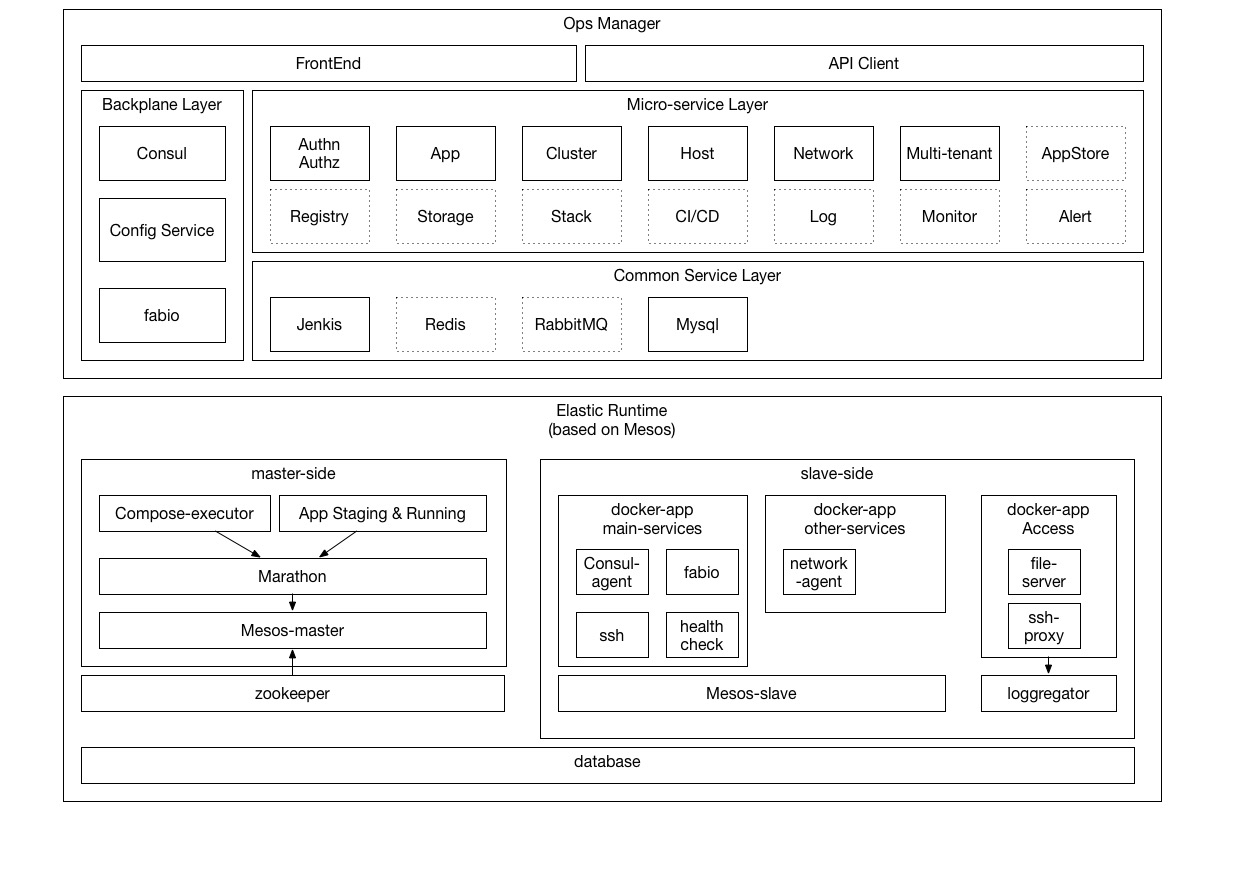 Ops Manager
FrontEnd
API Client
Backplane Layer
Consul
Config Service
fabio
Micro-service Layer
Authn
Authz
App
Cluster
Host
Network
Multi-tenant
AppStore
Registry
Storage
Stack
CI/CD
Log
Monitor
Alert
Common Service Layer
Jenkis
Redis
RabbitMQ
Mysql
Elastic Runtime
(based on Mesos)
master-side
Compose-executor
App Staging & Running
Marathon
Mesos-master
zookeeper
slave-side
docker-app
main-services
Consul-
agent
fabio
ssh
health
check
docker-app
other-services
network
-agent
Mesos-slave
docker-app
Access
file-
server
ssh-
proxy
loggregator
database